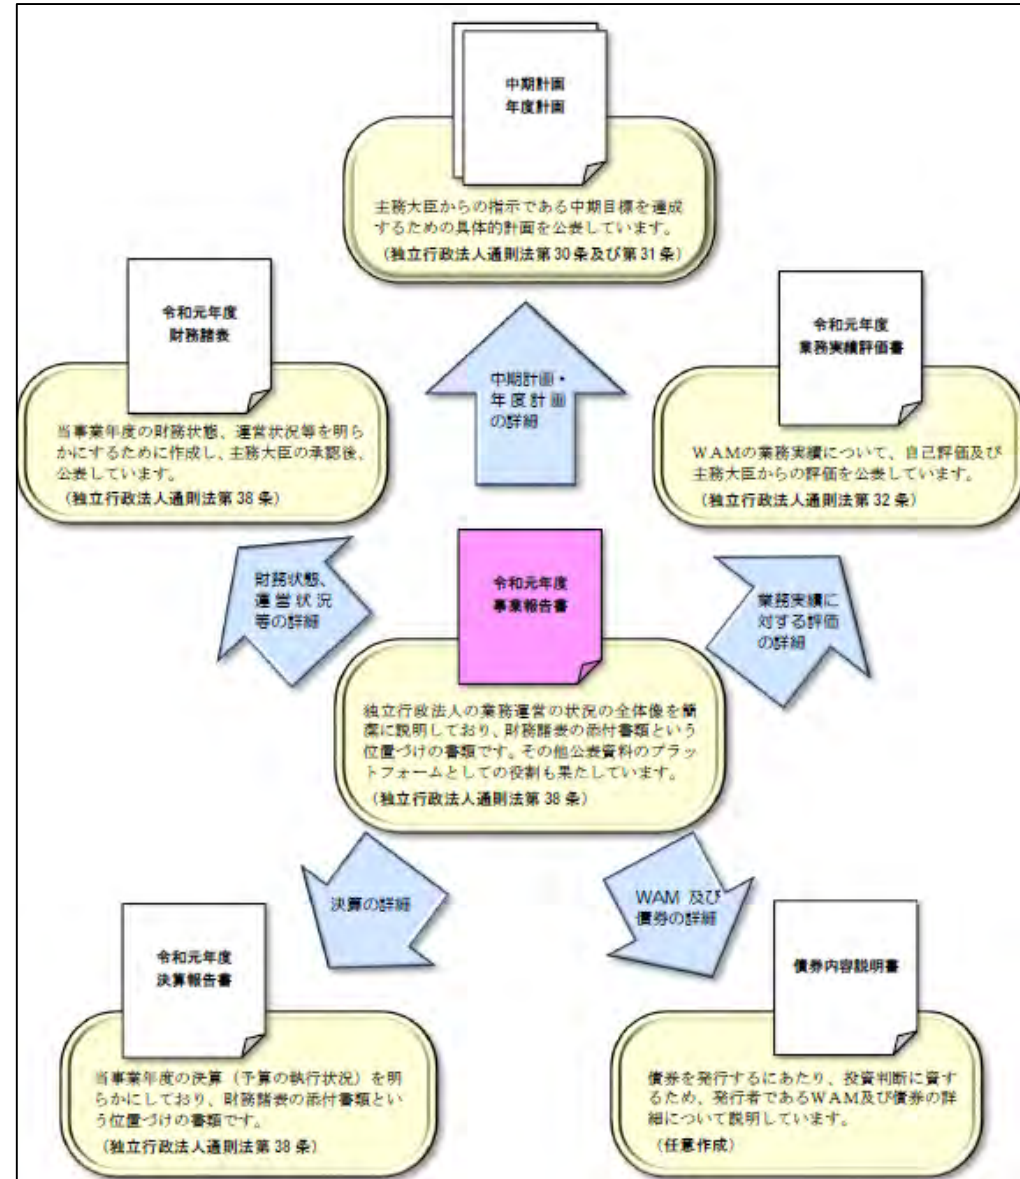 中期計画
年度計画
主務大臣からの指示である中期目標を達成
するための具体的計画を公表しています。
（独立行政法人通則法第30条及び第31条）
令和元年度
財務諸表
当事業年度の財務状態、運営状況等を明ら
かにするために作成し、主務大臣の承認後、
公表しています。
（独立行政法人通則法第38条）
中期計画・
年度計画
の詳細
令和元年度
業務実績評価書
WAMの業務実績について、自己評価及び
主務大臣からの評価を公表しています。
（独立行政法人通則法第32条）
財務状態、
運営状況
等の詳細
令和元年度
事業報告書
業務実績に
対する評価
の詳細
独立行政法人の業務運営の状況の全体像を簡
潔に説明しており、財務諸表の添付書類という
位置づけの書類です。その他公表資料のプラッ
トフォームとしての役割も果たしています。
（独立行政法人通則法第38条）
決算の詳細
WAM 及び
債券の詳細
令和元年度
決算報告書
当事業年度の決算（予算の執行状況）を明
らかにしており、財務諸表の添付書類とい
う位置づけの書類です。
（独立行政法人通則法第38条）
債券内容説明書
債券を発行するにあたり、投資判断に資す
るため、発行者であるWAM及び債券の詳
細について説明しています。
（任意作成）